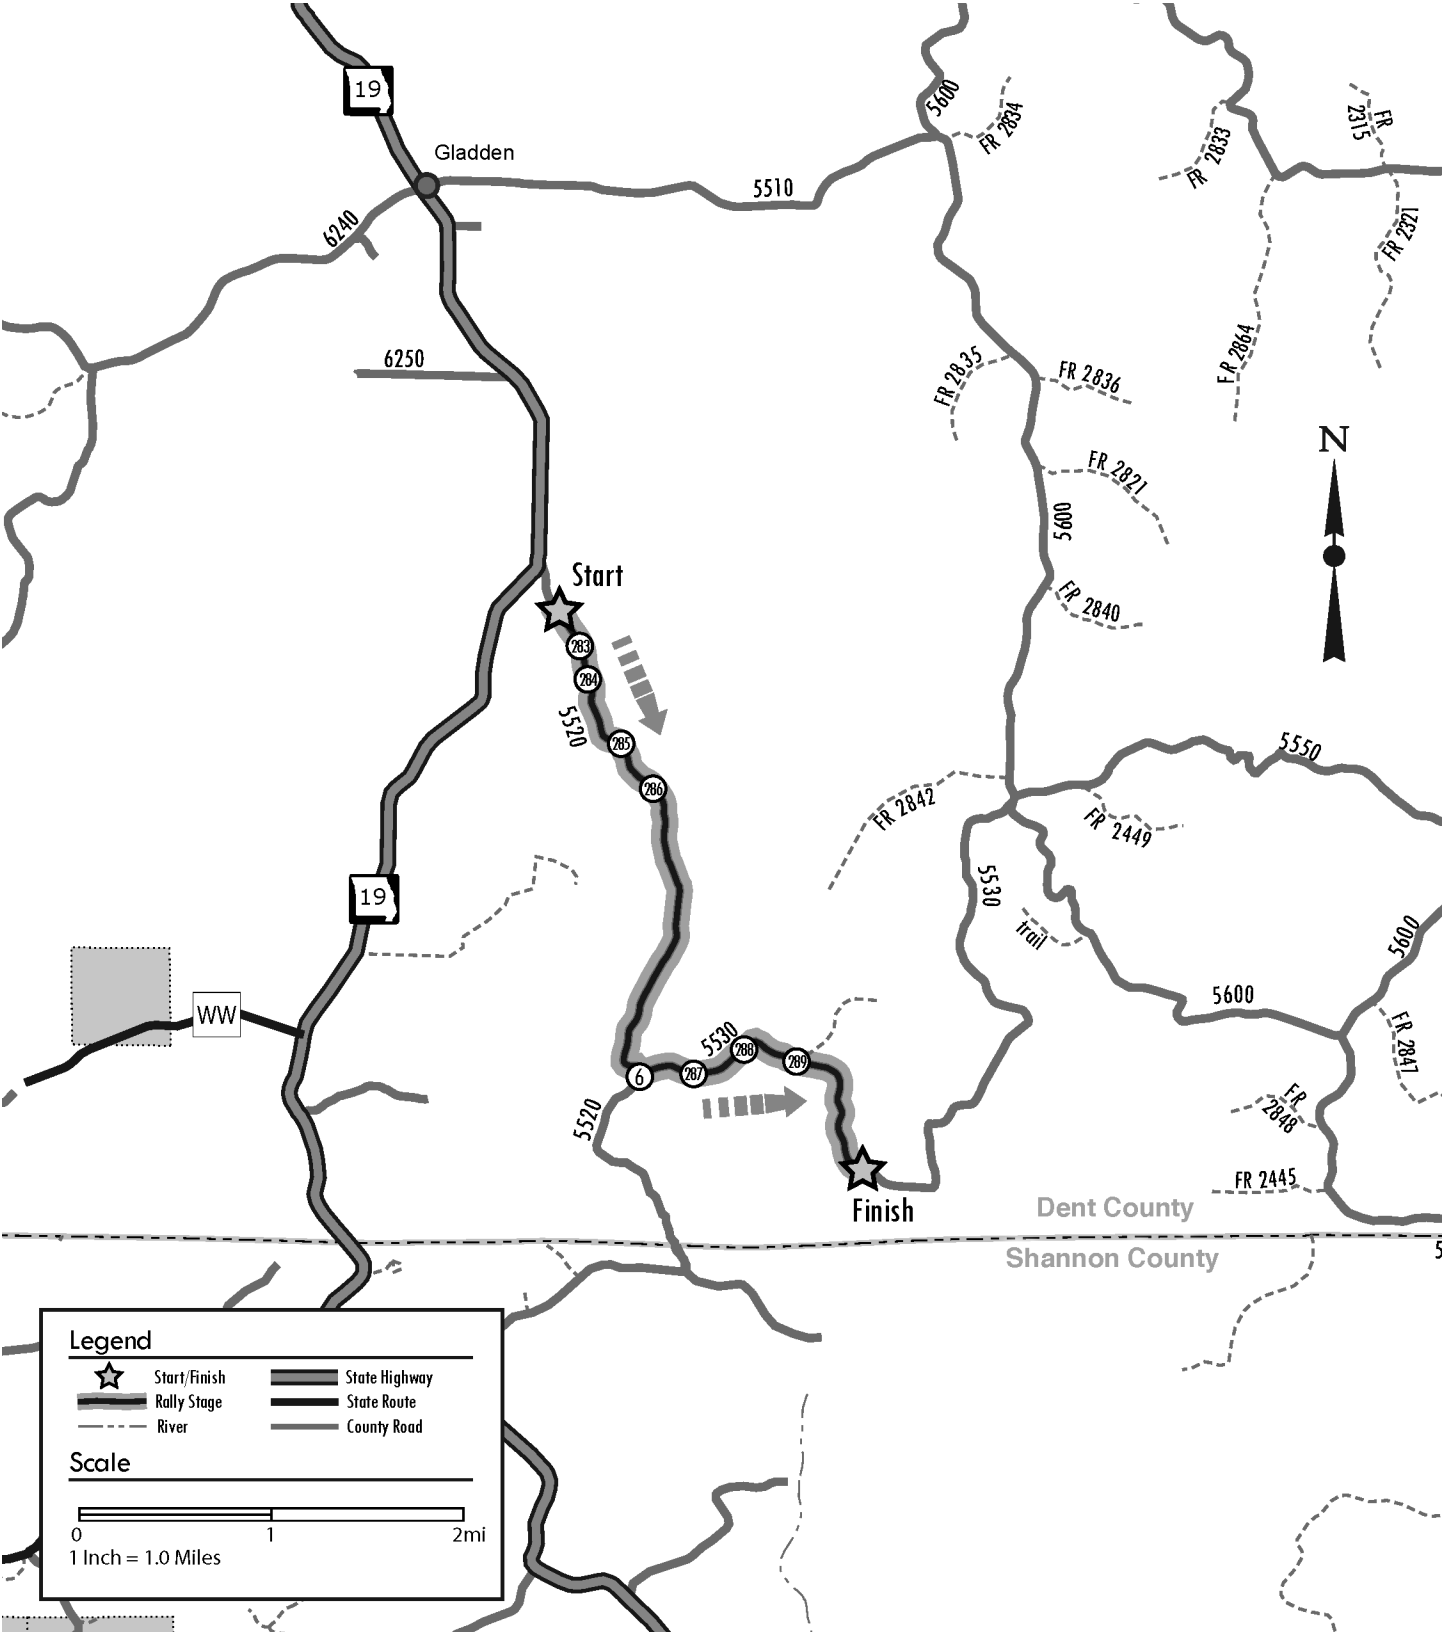 19
5600
FR 2834
FR 2833
FR
2315
Gladden
5510
6240
FR 2321
6250
FR 2835
FR 2836
FR 2864
N
FR 2821
5600
Start
FR 2840
283
284
5520
285
5550
286
FR 2842
FR 2449
19
5530
trail
5600
5600
WW
5530
288
289
287
6
FR 2847
5520
FR
2848
FR 2445
Finish
Dent County
Shannon County
5
Legend
Start/Finish
State Highway
Rally Stage
State Route
River
County Road
Scale
0 1 2mi
1 Inch = 1.0 Miles